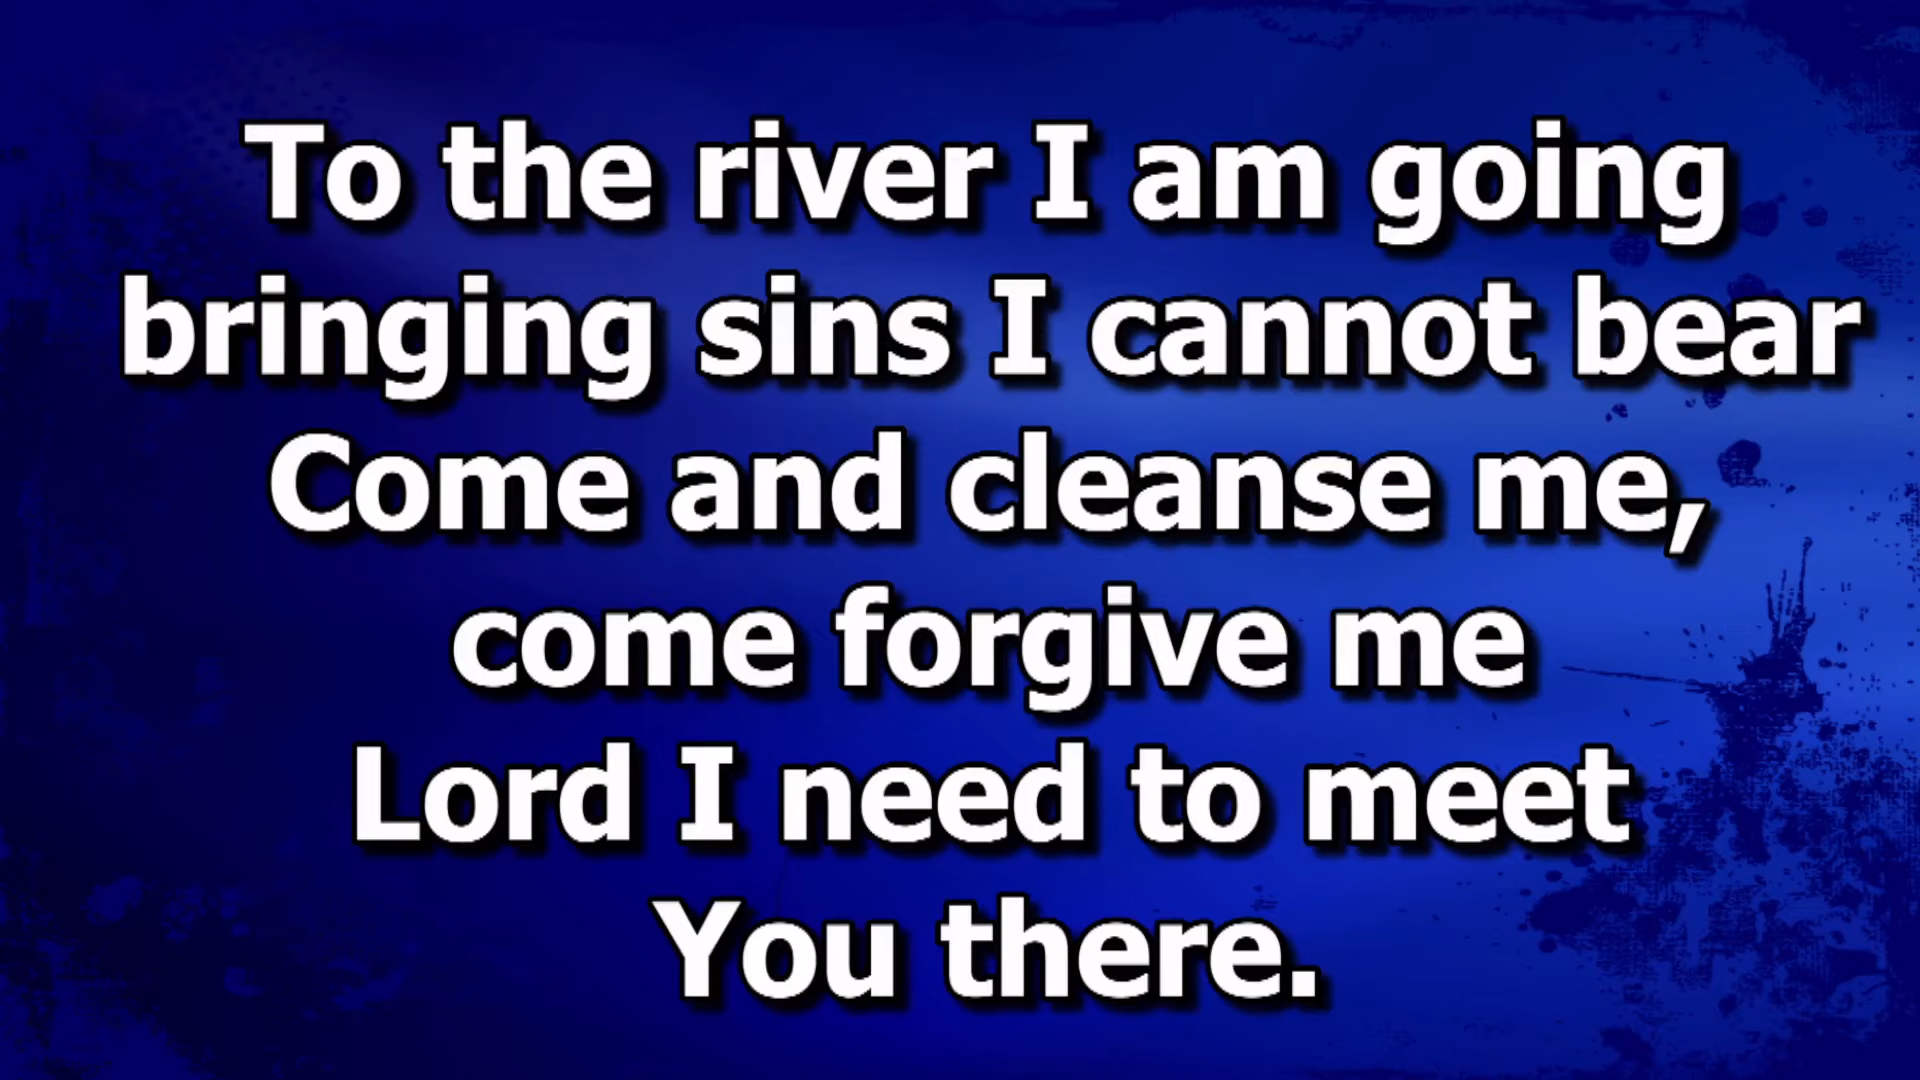 To the river I am going
bringing sins I cannot bear
Come and cleanse me,
come forgive me
Lord I need to meet
You there.